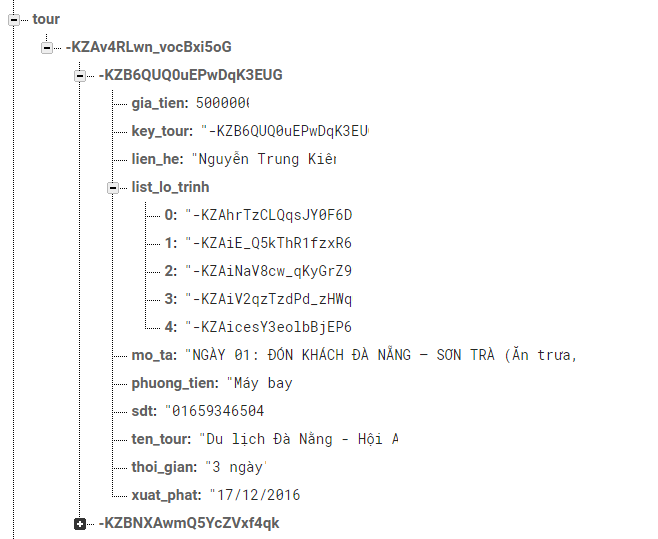 tour
-KZAv4RLwn_vocBxi5oG
-KZB6QUQ0uEPwDqK3EUG
gia_tien: 5000000
key_tour: "-KZB6QUQ0uEPwDqK3EU
lien_he: "Nguyễn Trung Kiên
list_lo_trinh
0: "-KZAhrTzCLQqsJY0F6D
1: "-KZAiE_Q5kThR1fzxR6
2: "-KZAiNaV8cw_qKyGrZ9
3: "-KZAiV2qzTzdPd_zHWq
4: "-KZAicesY3eolbBjEP6
mo_ta: "NGÀY 01: ĐÓN KHÁCH ĐÀ NẴNG – SƠN TRÀ (Ăn trưa,
phuong_tien: "Máy bay
sdt: "01659346504
ten_tour: "Du lịch Đà Nẵng - Hội A
thoi_gian: "3 ngày"
xuat_phat: "17/12/2016
-KZBNXAwmQ5YcZVxf4qk